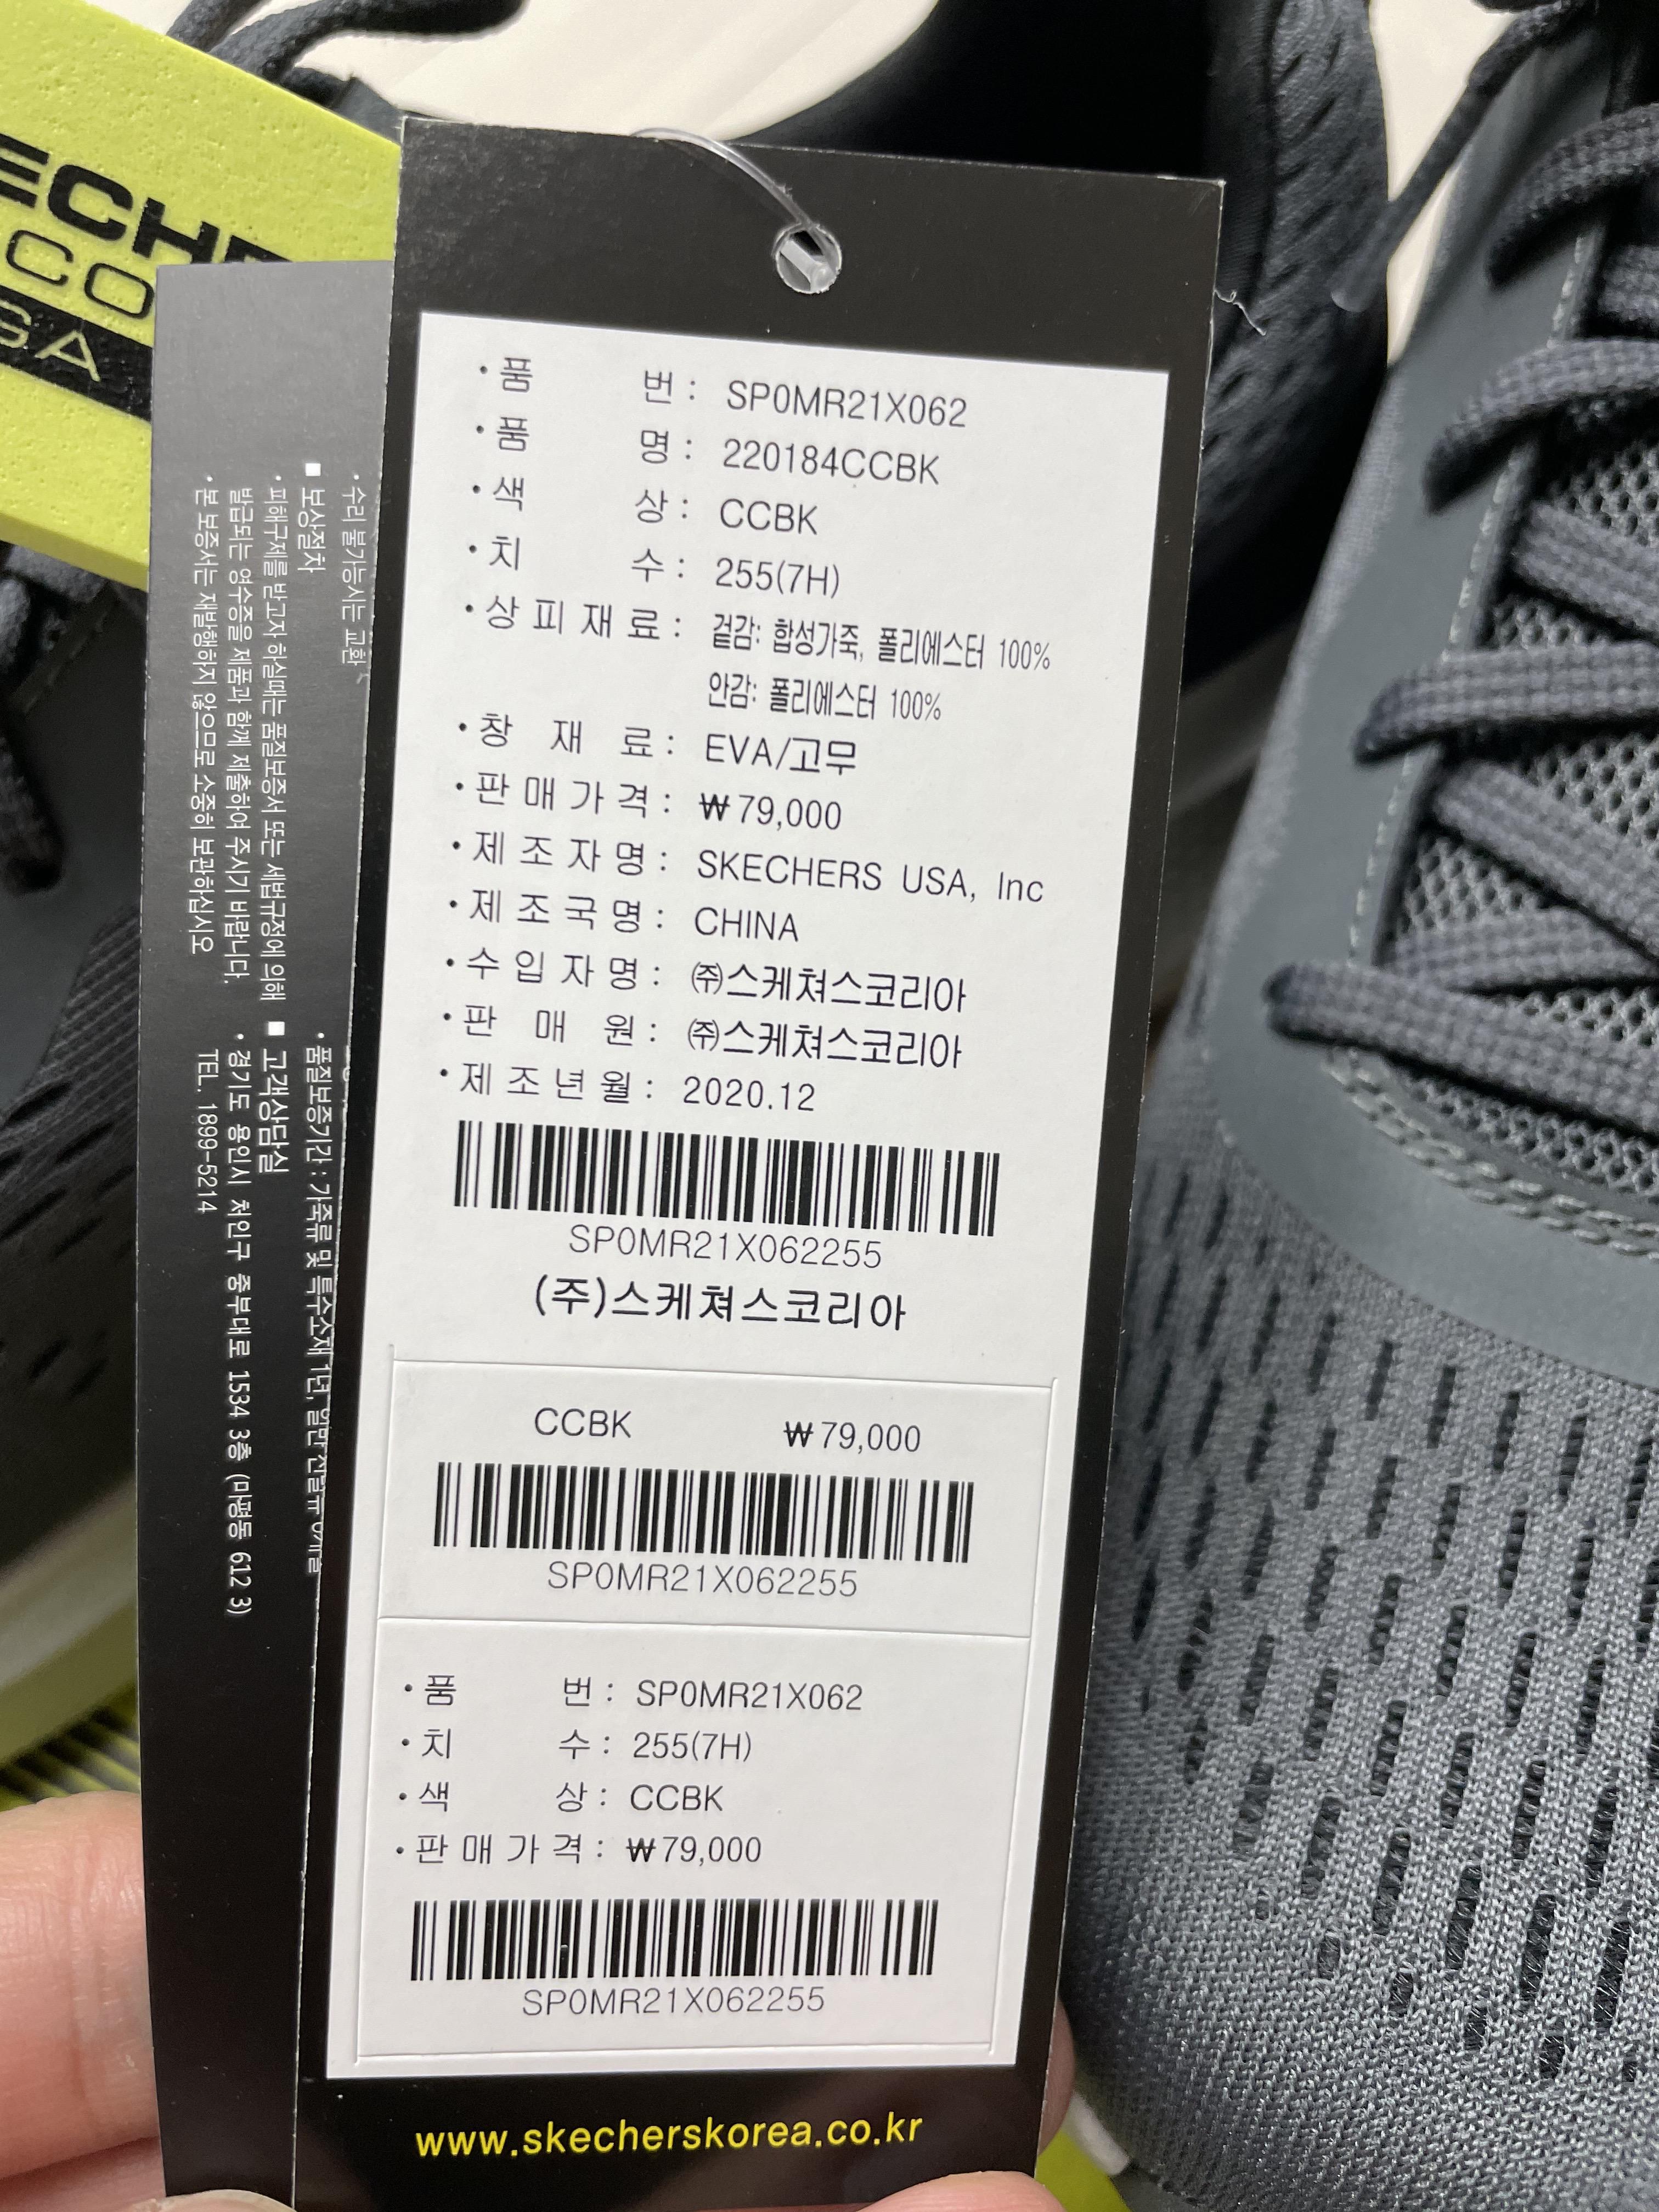 CO
· 품 번 : SP0MR21X062
· 품 명 : 220184CCBK
· 색 상 : CCBK
· 치 수 : 255(7H)
· 상 피 재 료 : 겉감: 합성가죽, 폴리에스터 100%
안감: 폴리에스터 100%
· 창 재 료 : EVA/고무
· 판 매 가 격 : ₩79,000
· 제 조 자 명 : SKECHERS USA, Inc
· 제 조 국 명 : CHINA
· 수 입 자 명 : ㈜스케쳐스코리아
· 판 매 원 : ㈜스케쳐스코리아
· 제 조 년 월 : 2020.12
SP0MR21X062255
(주)스케쳐스코리아
CCBK ₩79,000
SP0MR21X062255
· 품 번 : SP0MR21X062
· 치 수 : 255(7H)
· 색 상 : CCBK
· 판 매 가 격 : ₩79,000
SP0MR21X062255
www.skecherskorea.co.kr
· 수리 불가능시는 교환
■ 보상절차
· 피해구제를 받고자 하실때는 품질보증서 또는 세법규정에 의해
발급되는 영수증을 제품과 함께 제출하여 주시기 바랍니다.
· 본 보증서는 재발행하지 않으므로 소중히 보관하십시오
· 품질보증기간 : 가죽류 및 특수소재 1년, 일반
■ 고객상담실
· 경기도 용인시 처인구 중부대로 1534 3층 (마평동 612 3)
TEL. 1899-5214